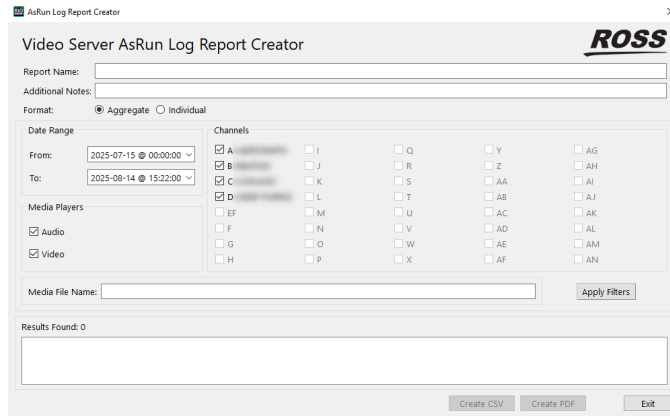 AsRun Log Report Creator
Video Server AsRun Log Report Creator
ROSS
Report Name:
Additional Notes:
Format: Aggregate Individual
Date Range
From: 2025-07-15 @ 00:00:00
To: 2025-08-14 @ 15:22:00
Media Players
Audio
Video
Channels
A I Q Y AG
B J R Z AH
C K S AA AI
D L T AB AJ
EF M U AC AK
F N V AD AL
G O W AE AM
H P X AF AN
Media File Name: Apply Filters
Results Found: 0
Create CSV Create PDF Exit